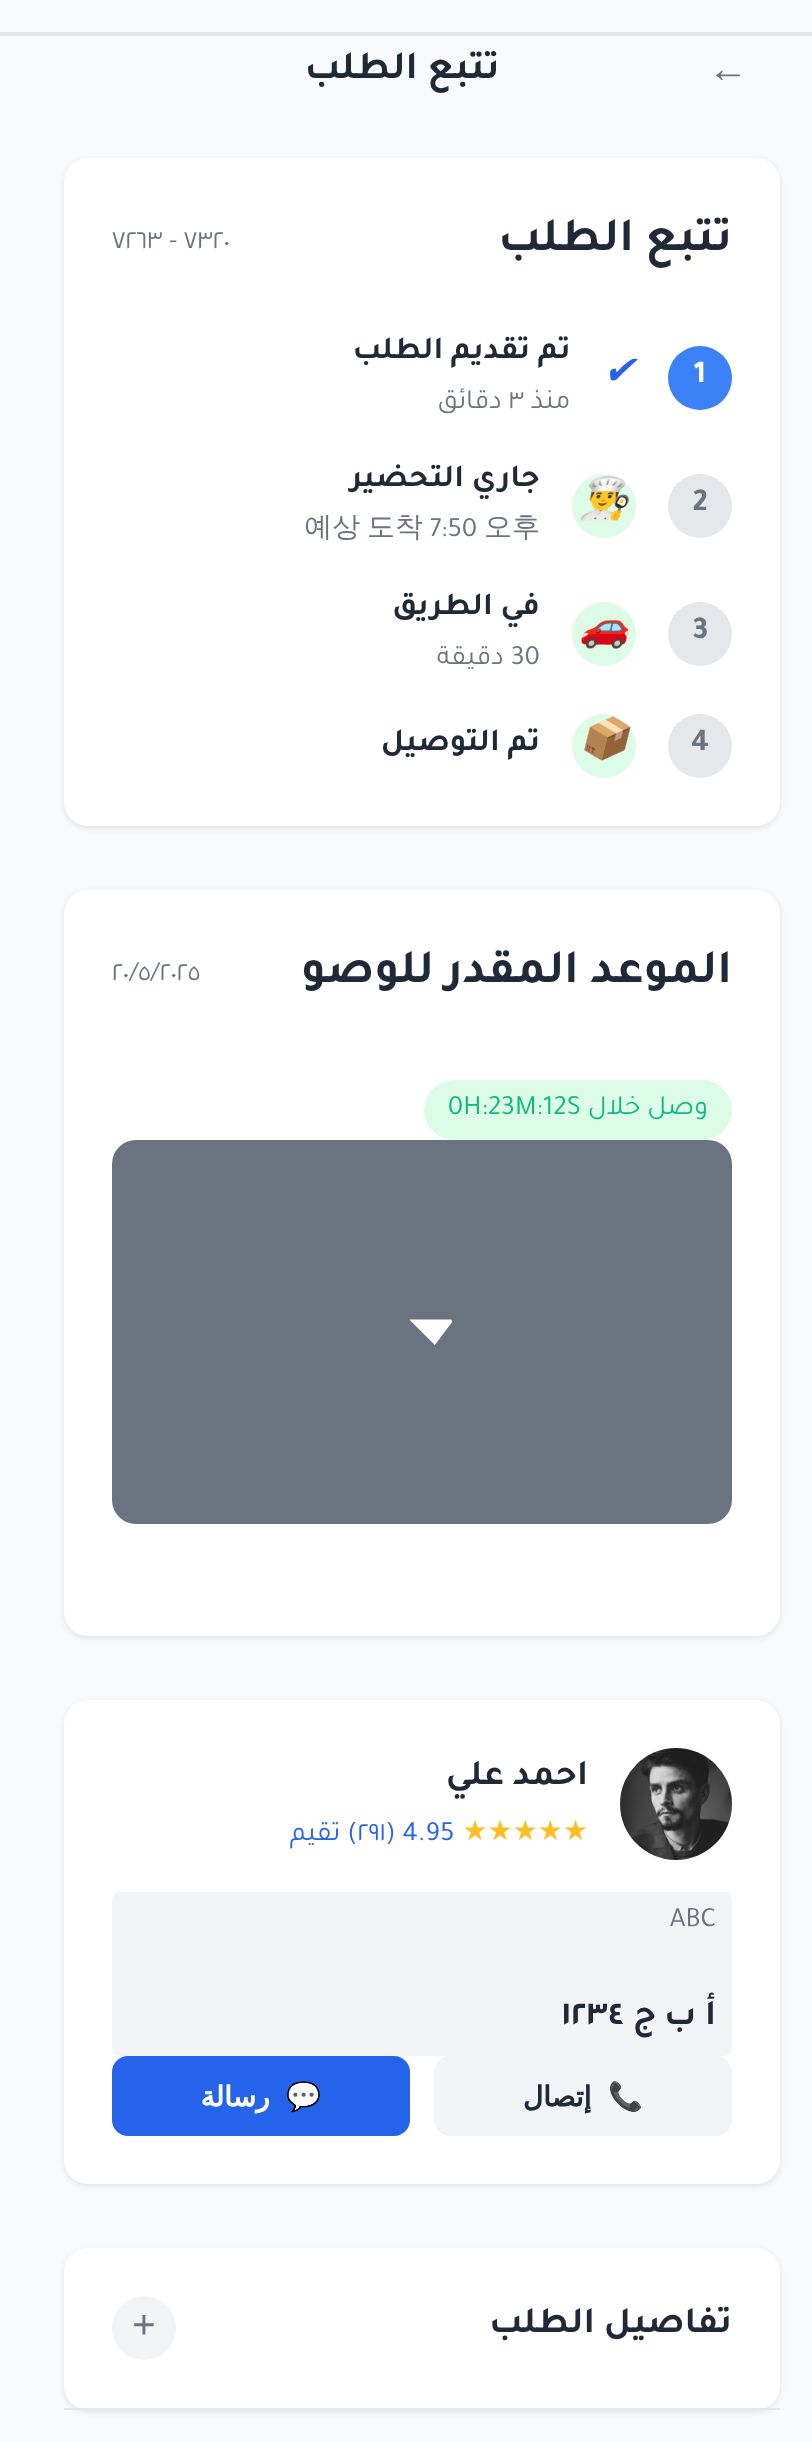 تتبع الطلب
تتبع الطلب
٧٢٦٣ - ٧٣٢٠
1
تم تقديم الطلب
منذ ٣ دقائق
2
جاري التحضير
예상 도착 7:50 오후
3
في الطريق
30 دقيقة
4
تم التوصيل
الموعد المقدر للوصو
٢٠/٥/٢٠٢٥
وصل خلال 0H:23M:12S
احمد علي
★★★★★ 4.95 (٢٩١) تقيم
ABC
أ ب ج ١٢٣٤
إتصال
رسالة
تفاصيل الطلب
+